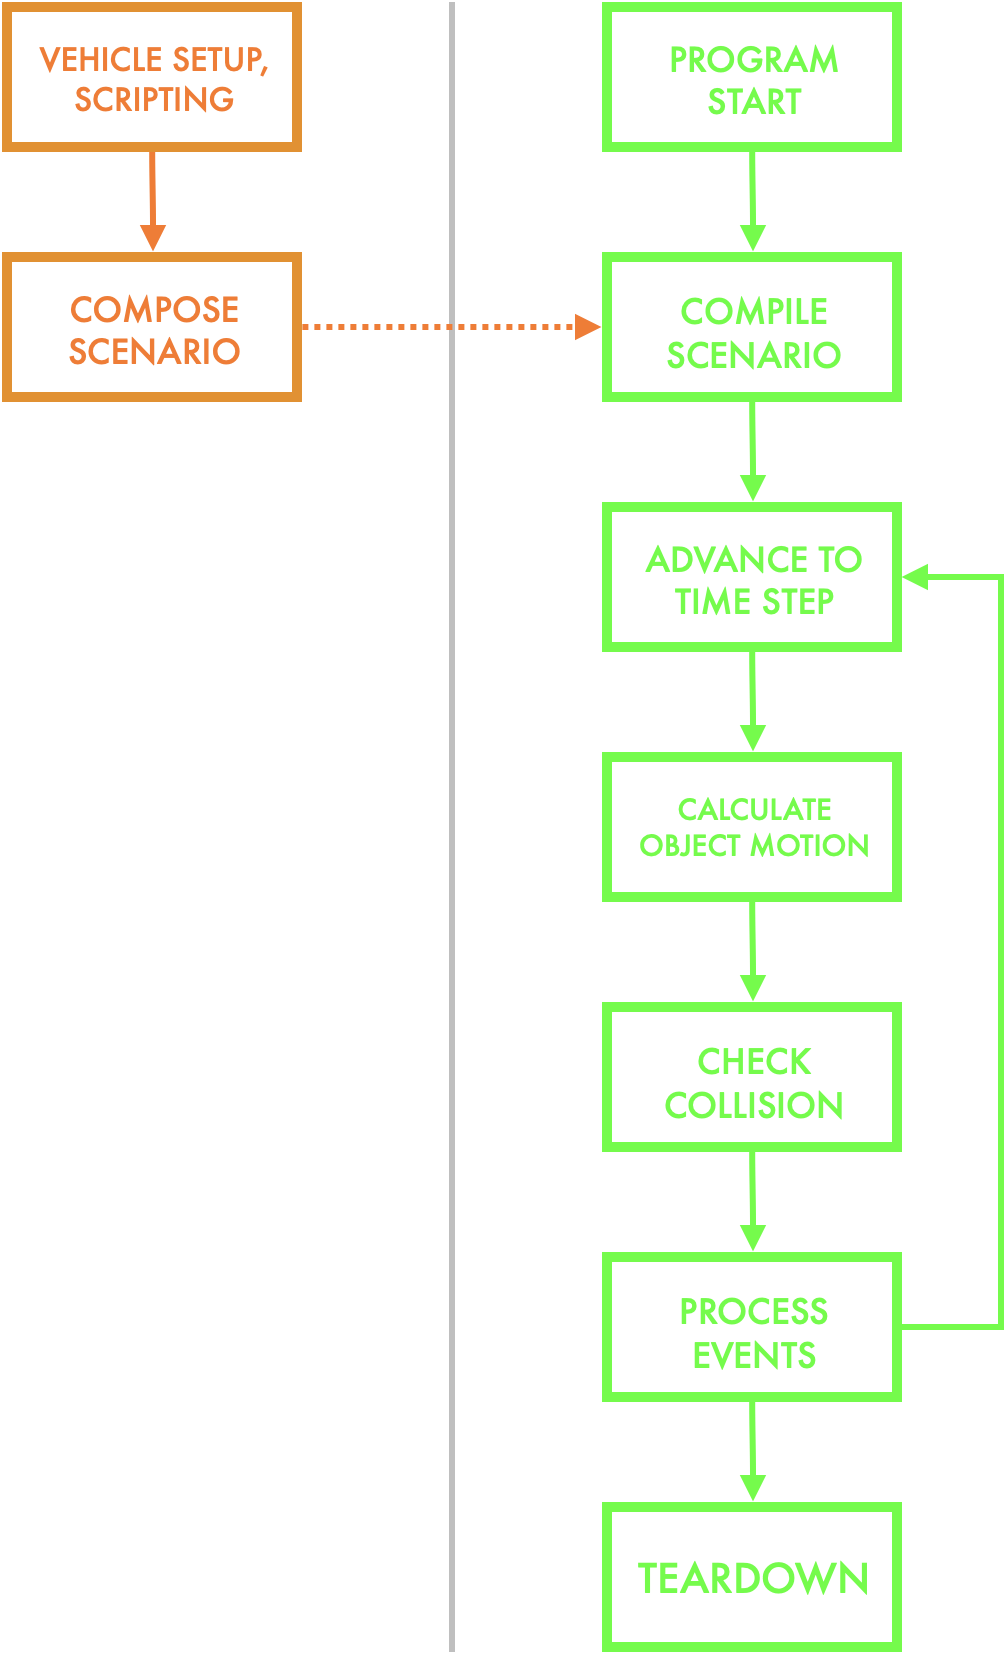 VEHICLE SETUP,
SCRIPTING
COMPOSE
SCENARIO
PROGRAM
START
COMPILE
SCENARIO
ADVANCE TO
TIME STEP
CALCULATE
OBJECT MOTION
CHECK
COLLISION
PROCESS
EVENTS
TEARDOWN